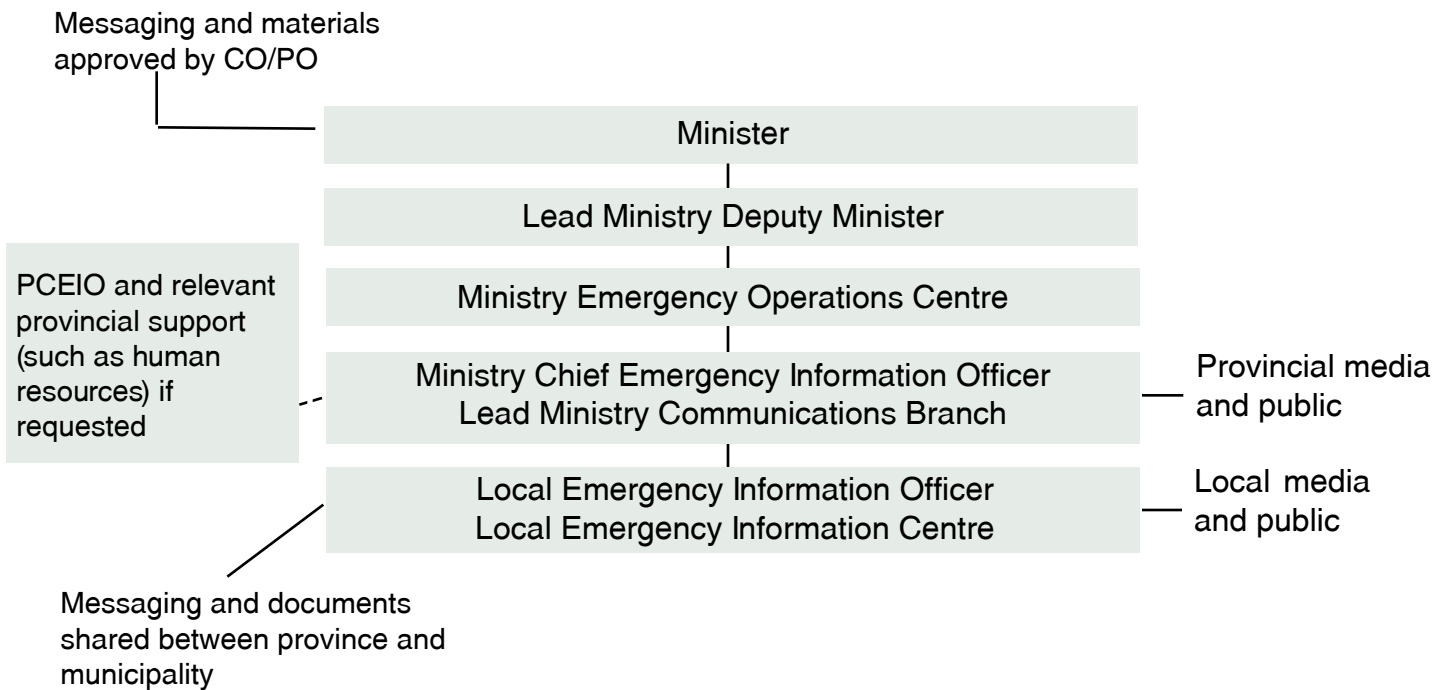 Messaging and materials
approved by CO/PO
Minister
Lead Ministry Deputy Minister
Ministry Emergency Operations Centre
PCEIO and relevant
provincial support
(such as human
resources) if
requested
Ministry Chief Emergency Information Officer
Lead Ministry Communications Branch
Provincial media
and public
Local Emergency Information Officer
Local Emergency Information Centre
Local media
and public
Messaging and documents
shared between province and
municipality